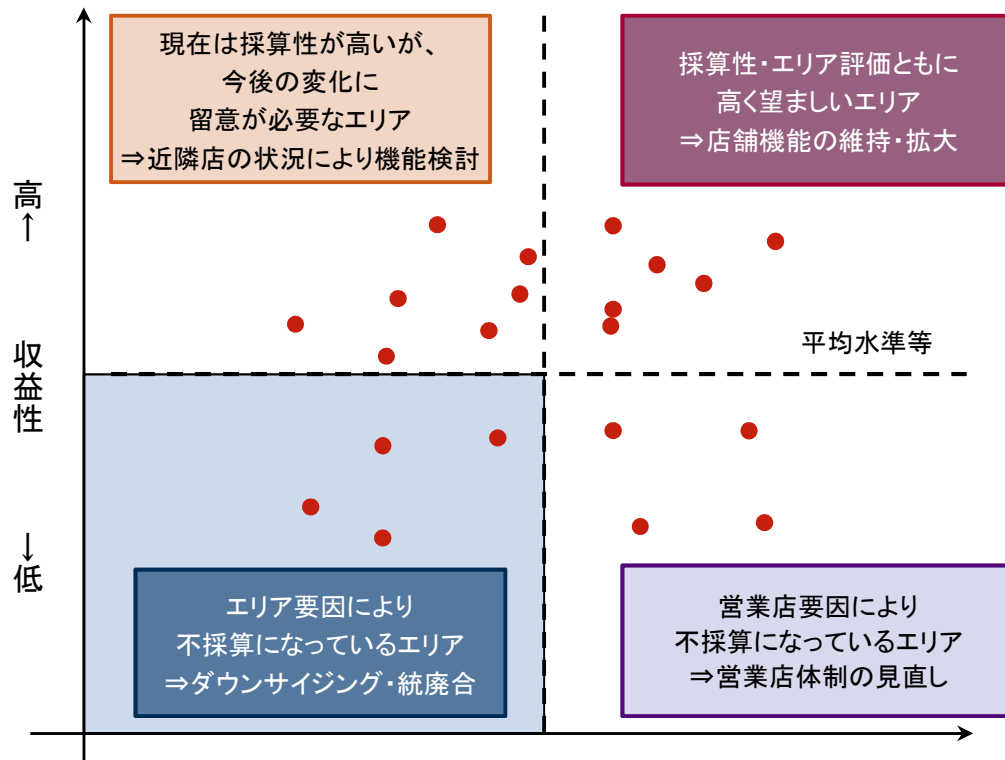 現在は採算性が高いが、
今後の変化に
留意が必要なエリア
⇒近隣店の状況により機能検討
採算性・エリア評価ともに
高く望ましいエリア
⇒店舗機能の維持・拡大
高↑
収益性
↓低
平均水準等
エリア要因により
不採算になっているエリア
⇒ダウンサイジング・統廃合
営業店要因により
不採算になっているエリア
⇒営業店体制の見直し